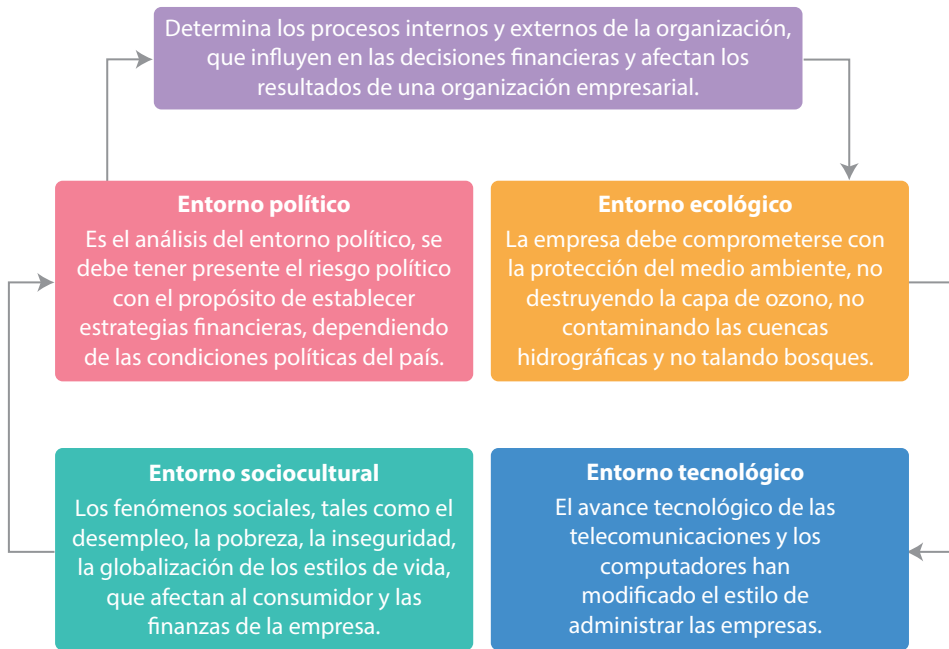 Determina los procesos internos y externos de la organización,
que influyen en las decisiones financieras y afectan los
resultados de una organización empresarial.
Entorno político
Es el análisis del entorno político, se
debe tener presente el riesgo político
con el propósito de establecer
estrategias financieras, dependiendo
de las condiciones políticas del país.
Entorno ecológico
La empresa debe comprometerse con
la protección del medio ambiente, no
destruyendo la capa de ozono, no
contaminando las cuencas
hidrográficas y no talando bosques.
Entorno sociocultural
Los fenómenos sociales, tales como el
desempleo, la pobreza, la inseguridad,
la globalización de los estilos de vida,
que afectan al consumidor y las
finanzas de la empresa.
Entorno tecnológico
El avance tecnológico de las
telecomunicaciones y los
computadores han
modificado el estilo de
administrar las empresas.